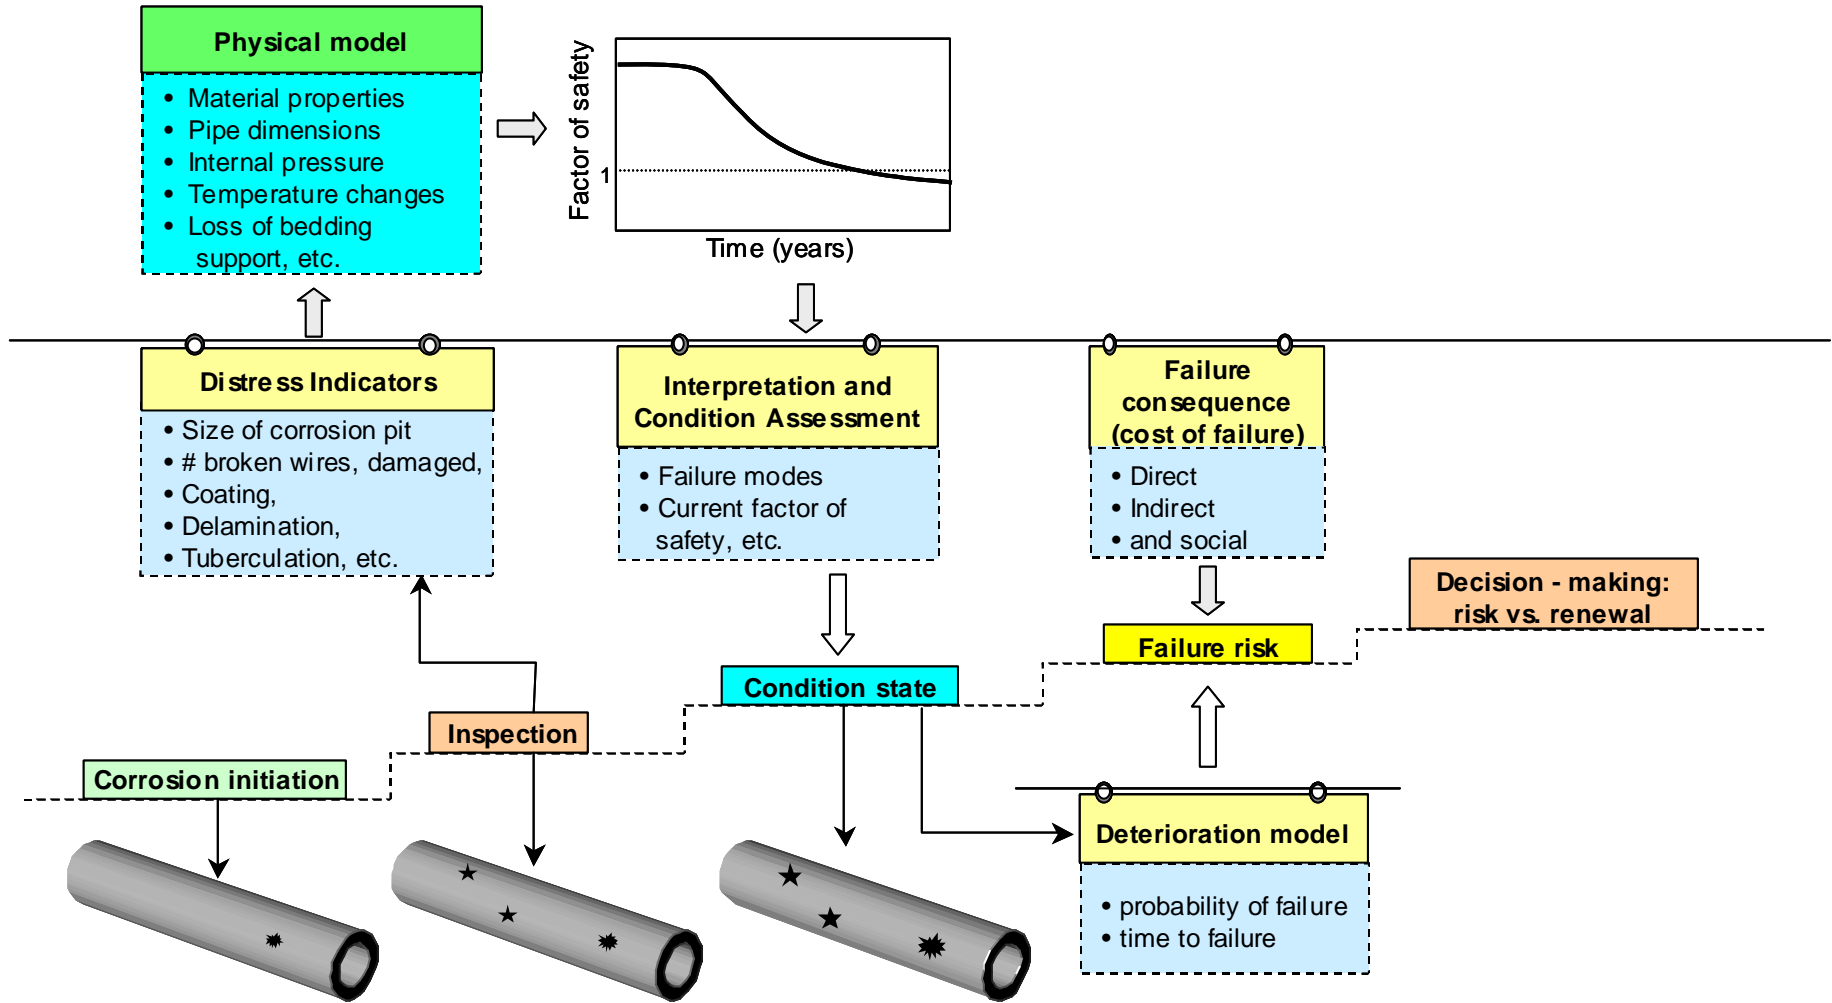 Physical model
• Material properties
• Pipe dimensions
• Internal pressure
• Temperature changes
• Loss of bedding
support, etc.
Factor of safety
1
Time (years)
Distress Indicators
• Size of corrosion pit
• # broken wires, damaged,
• Coating,
• Delamination,
• Tuberculation, etc.
Interpretation and
Condition Assessment
• Failure modes
• Current factor of
safety, etc.
Failure
consequence
(cost of failure)
• Direct
• Indirect
• and social
Decision - making:
risk vs. renewal
Failure risk
Condition state
Inspection
Corrosion initiation
Deterioration model
• probability of failure
• time to failure